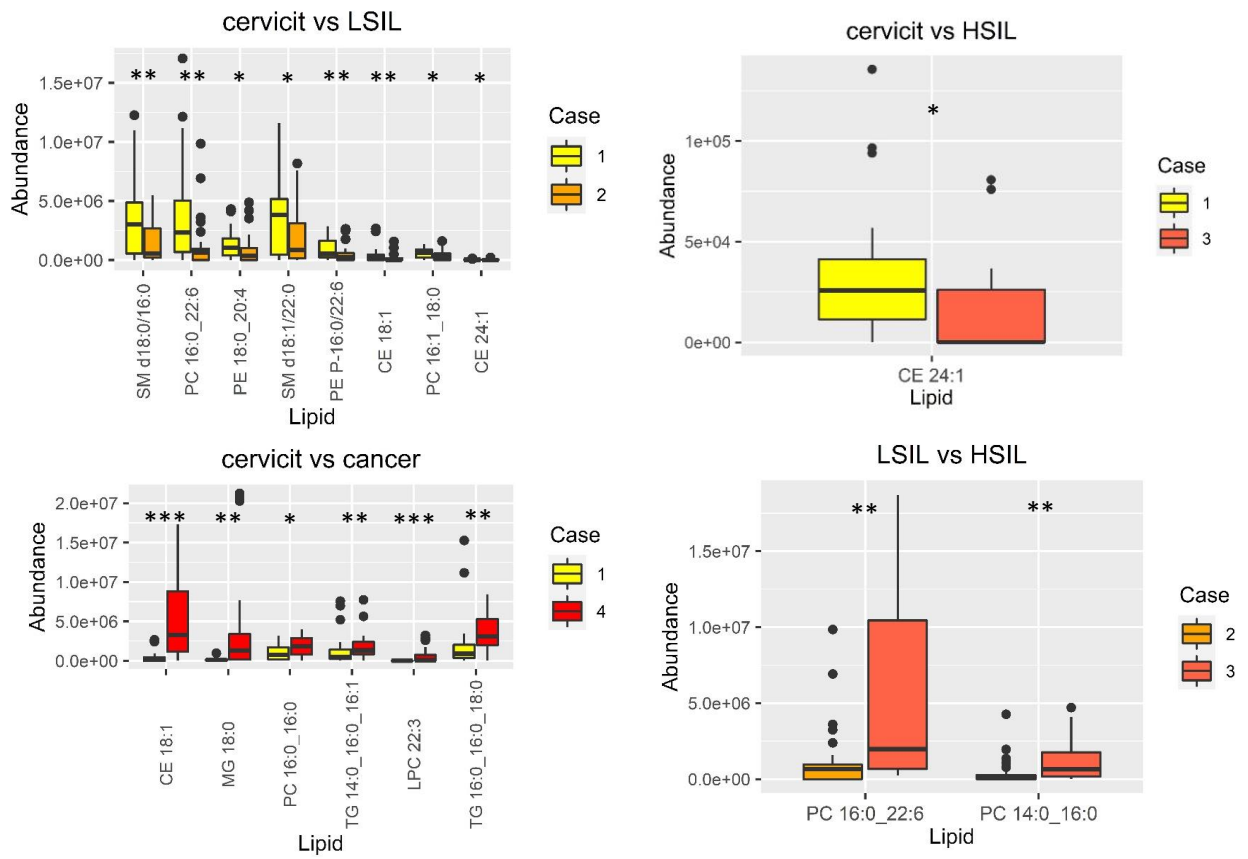 cervicit vs LSIL
** ** * * ** ** * *
Abundance
1.5e+07
1.0e+07
5.0e+06
0.0e+00
SM d18:0/16:0
PC 16:0_22:6
PE 18:0_20:4
SM d18:1/22:0
PE P-16:0/22:6
CE 18:1
PC 16:1_18:0
CE 24:1
Lipid
Case
1
2
cervicit vs HSIL
*
Abundance
1e+05
5e+04
0e+00
CE 24:1
Lipid
Case
1
3
cervicit vs cancer
*** ** * ** *** **
Abundance
2.0e+07
1.5e+07
1.0e+07
5.0e+06
0.0e+00
CE 18:1
MG 18:0
PC 16:0_16:0
TG 14:0_16:0_16:1
LPC 22:3
TG 16:0_16:0_18:0
Lipid
Case
1
4
LSIL vs HSIL
** **
Abundance
1.5e+07
1.0e+07
5.0e+06
0.0e+00
PC 16:0_22:6 PC 14:0_16:0
Lipid
Case
2
3